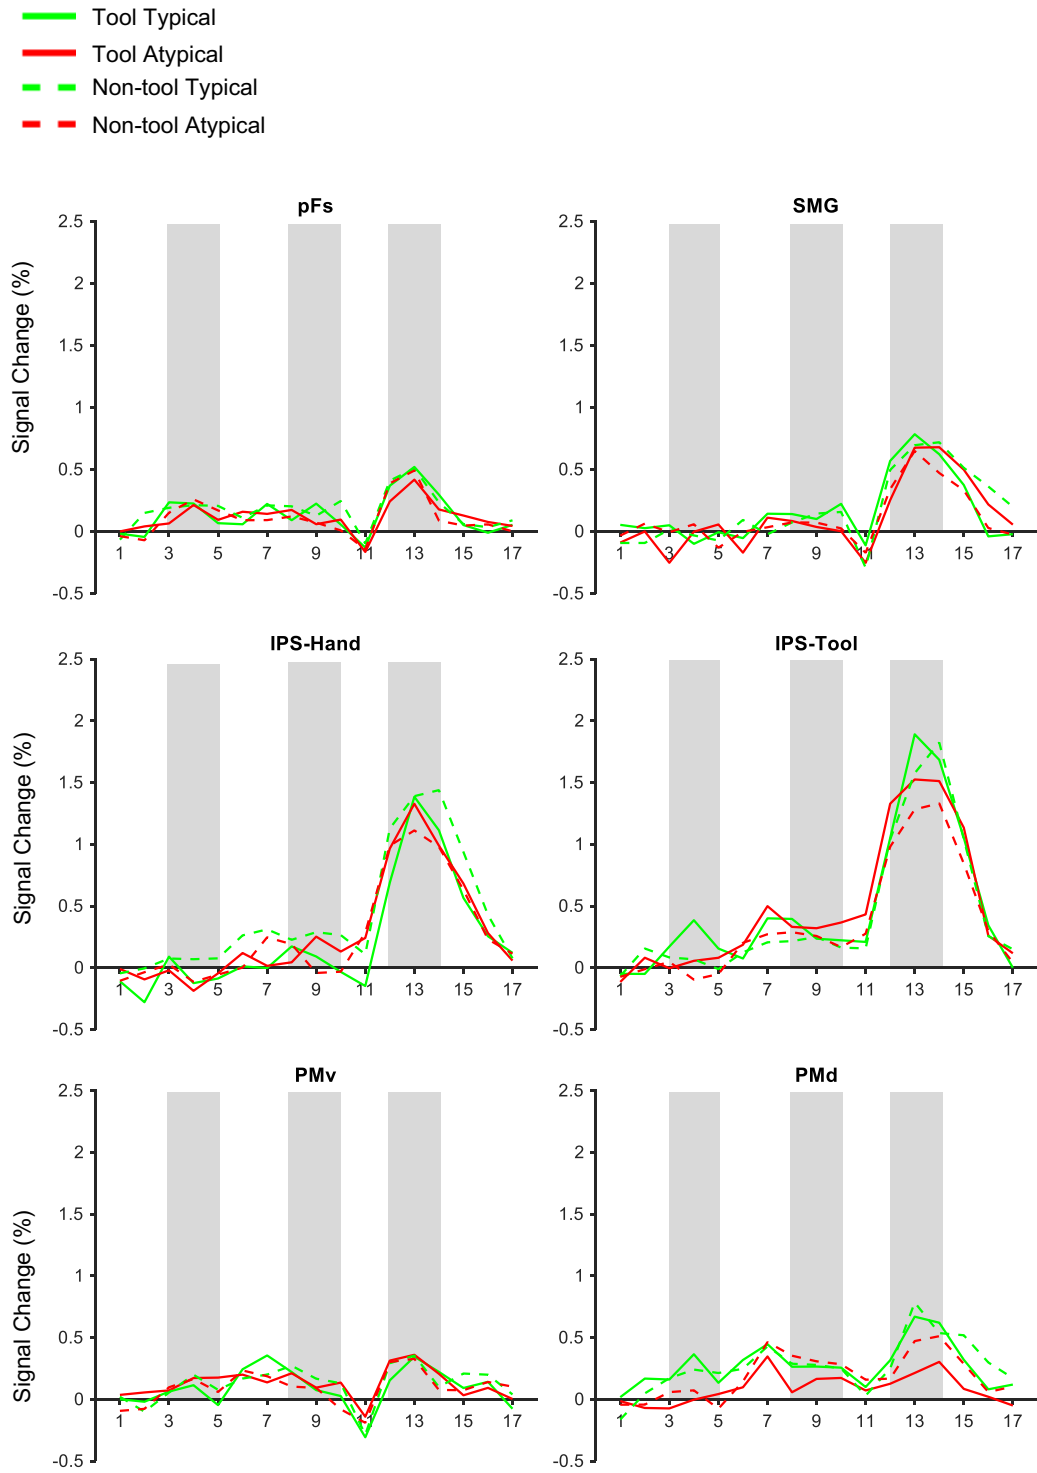 Tool Typical
Tool Atypical
Non-tool Typical
Non-tool Atypical
pFs
SMG
Signal Change (%)
2.5
2
1.5
1
0.5
0
-0.5
1 3 5 7 9 11 13 15 17
2.5
2
1.5
1
0.5
0
-0.5
1 3 5 7 9 11 13 15 17
IPS-Hand
IPS-Tool
Signal Change (%)
2.5
2
1.5
1
0.5
0
-0.5
1 3 5 7 9 11 13 15 17
2.5
2
1.5
1
0.5
0
-0.5
1 3 5 7 9 11 13 15 17
PMv
PMd
Signal Change (%)
2.5
2
1.5
1
0.5
0
-0.5
1 3 5 7 9 11 13 15 17
2.5
2
1.5
1
0.5
0
-0.5
1 3 5 7 9 11 13 15 17